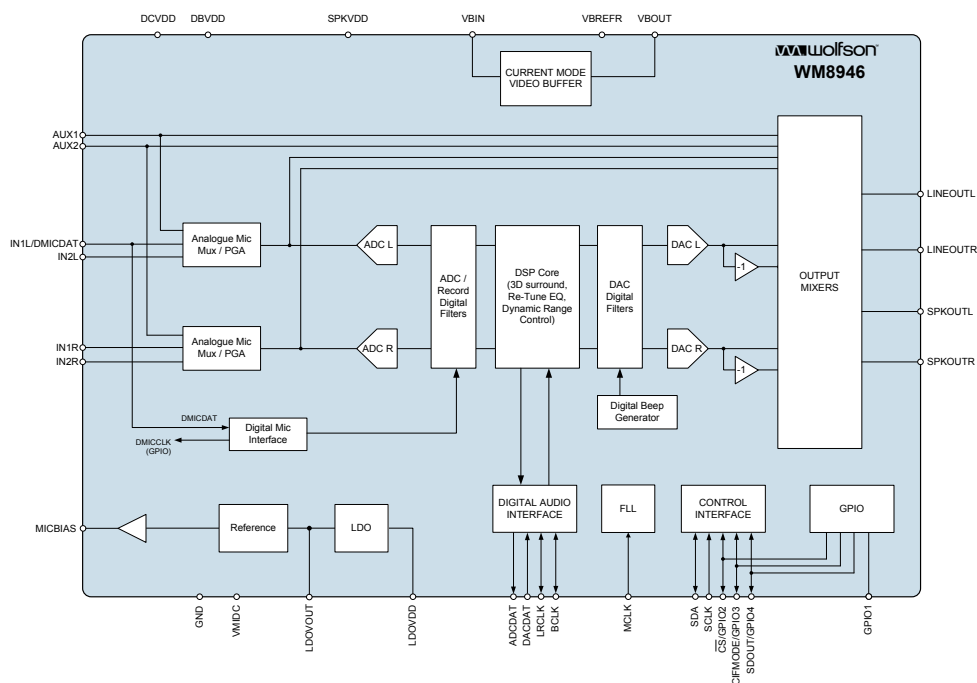 DCVDD
DBVDD
SPKVDD
VBIN
VBREFR
VBOUT
wolfson
WM8946
CURRENT MODE
VIDEO BUFFER
AUX1
AUX2
IN1L/DMICDAT
IN2L
IN1R
IN2R
Analogue Mic
Mux / PGA
Analogue Mic
Mux / PGA
ADC L
ADC R
ADC /
Record
Digital
Filters
DSP Core
(3D surround,
Re-Tune EQ,
Dynamic Range
Control)
DAC
Digital
Filters
DAC L
DAC R
-1
-1
OUTPUT
MIXERS
LINEOUTL
LINEOUTR
SPKOUTL
SPKOUTR
Digital Beep
Generator
DMICDAT
DMICCLK
(GPIO)
Digital Mic
Interface
MICBIAS
Reference
LDO
DIGITAL AUDIO
INTERFACE
FLL
CONTROL
INTERFACE
GPIO
GND
VMIDC
LDOVOUT
LDOVDD
ADCDAT
DACDAT
LRCLK
BCLK
MCLK
SDA
SCLK
CS/GPIO2
CIFMODE/GPIO3
SDOUT/GPIO4
GPIO1